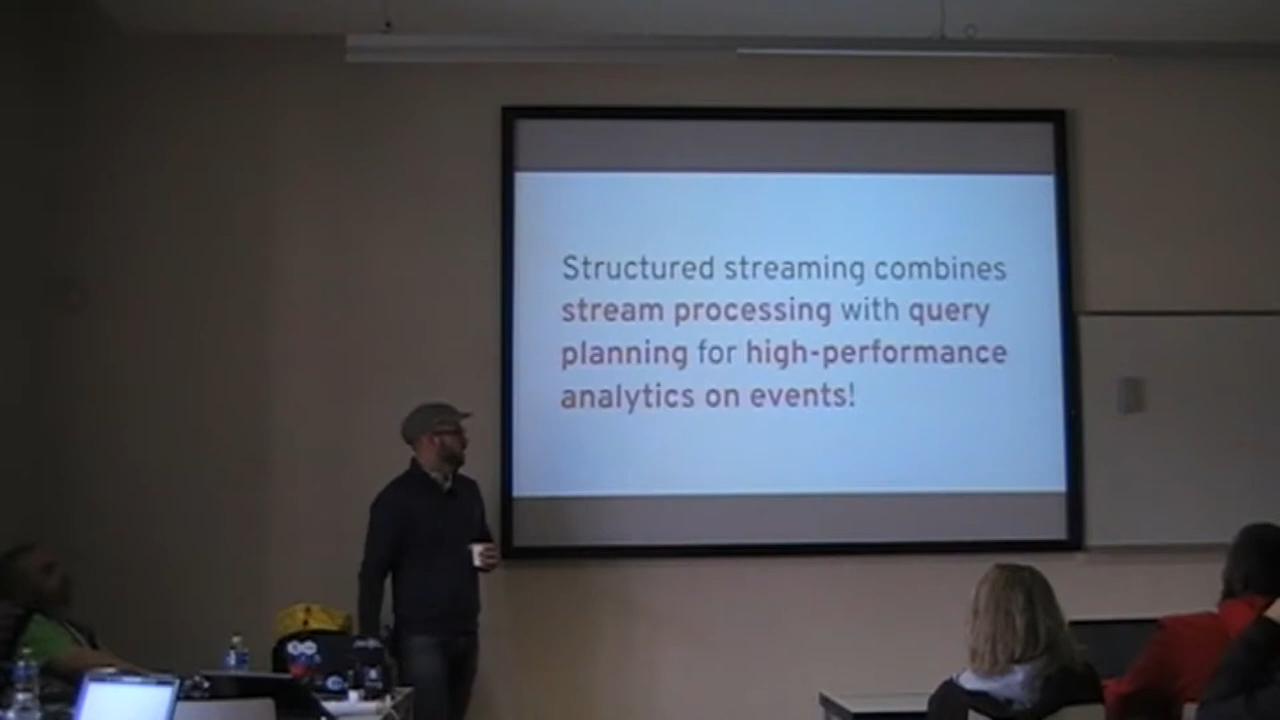 Structured streaming combines
stream processing with query
planning for high-performance
analytics on events!